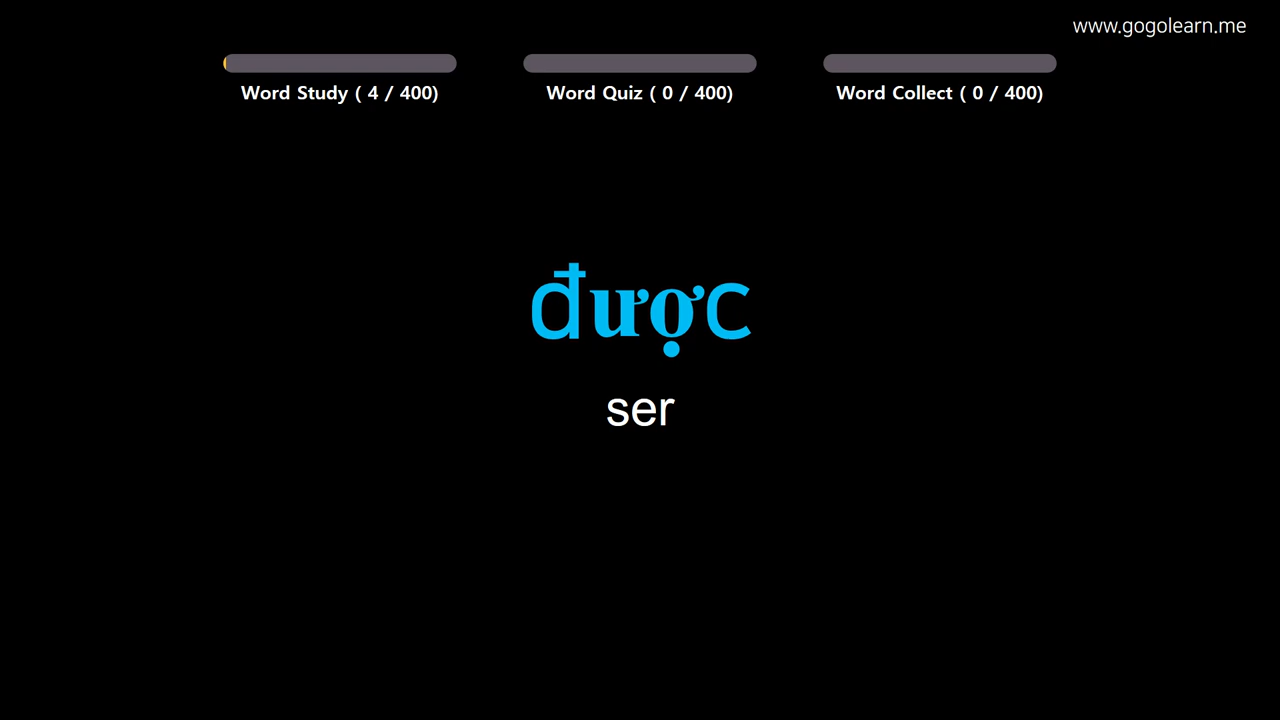 www.gogolearn.me
Word Study ( 4 / 400)
Word Quiz ( 0 / 400)
Word Collect ( 0 / 400)
được
ser